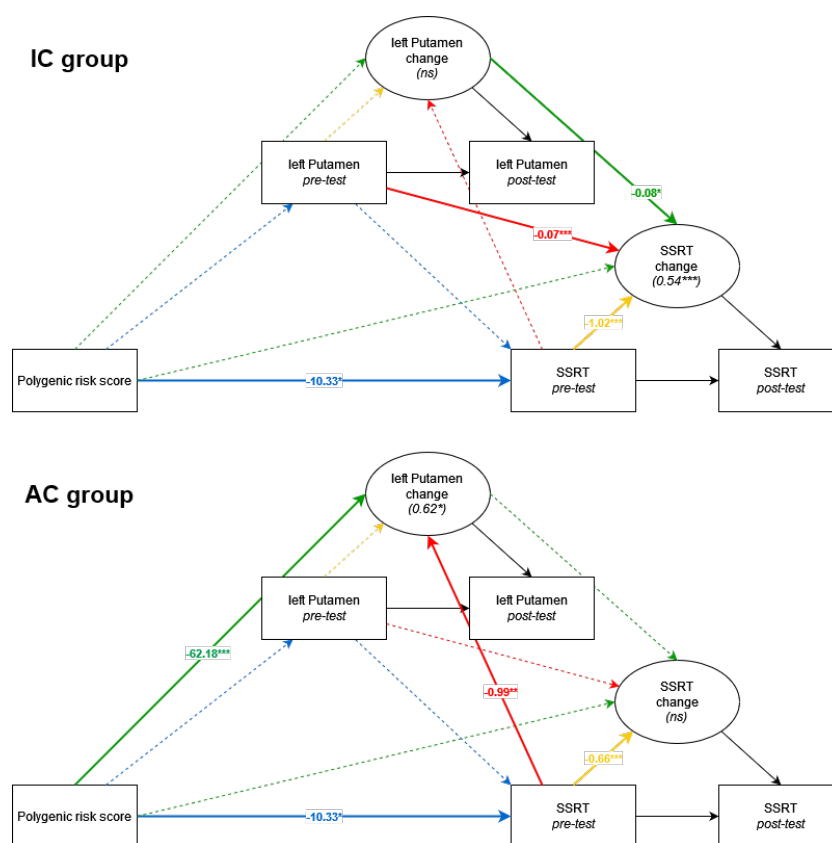 IC group
left Putamen
change
(ns)
left Putamen
pre-test
left Putamen
post-test
-0.08*
-0.07***
SSRT
change
(0.54***)
-1.02***
Polygenic risk score
-10.33*
SSRT
pre-test
SSRT
post-test
AC group
left Putamen
change
(0.62*)
left Putamen
pre-test
left Putamen
post-test
-62.18***
-0.99**
SSRT
change
(ns)
-0.66***
Polygenic risk score
-10.33*
SSRT
pre-test
SSRT
post-test